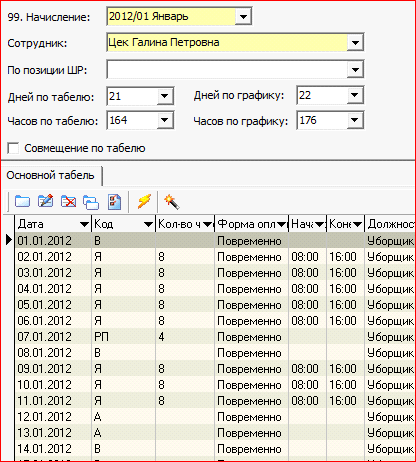 99. Начисление: 2012/01 Январь
Сотрудник: Цек Галина Петровна
По позиции ШР:
Дней по табелю: 21 Дней по графику: 22
Часов по табелю: 164 Часов по графику: 176
Совмещение по табелю
Основной табель
Дата Код Кол-во ч Форма опл Нача Коне Должност
01.01.2012 В Повременно Уборщик
02.01.2012 Я 8 Повременно 08:00 16:00 Уборщик
03.01.2012 Я 8 Повременно 08:00 16:00 Уборщик
04.01.2012 Я 8 Повременно 08:00 16:00 Уборщик
05.01.2012 Я 8 Повременно 08:00 16:00 Уборщик
06.01.2012 Я 8 Повременно 08:00 16:00 Уборщик
07.01.2012 РП 4 Повременно Уборщик
08.01.2012 В Повременно Уборщик
09.01.2012 Я 8 Повременно 08:00 16:00 Уборщик
10.01.2012 Я 8 Повременно 08:00 16:00 Уборщик
11.01.2012 Я 8 Повременно 08:00 16:00 Уборщик
12.01.2012 А Повременно Уборщик
13.01.2012 А Повременно Уборщик
14.01.2012 В Повременно Уборщик